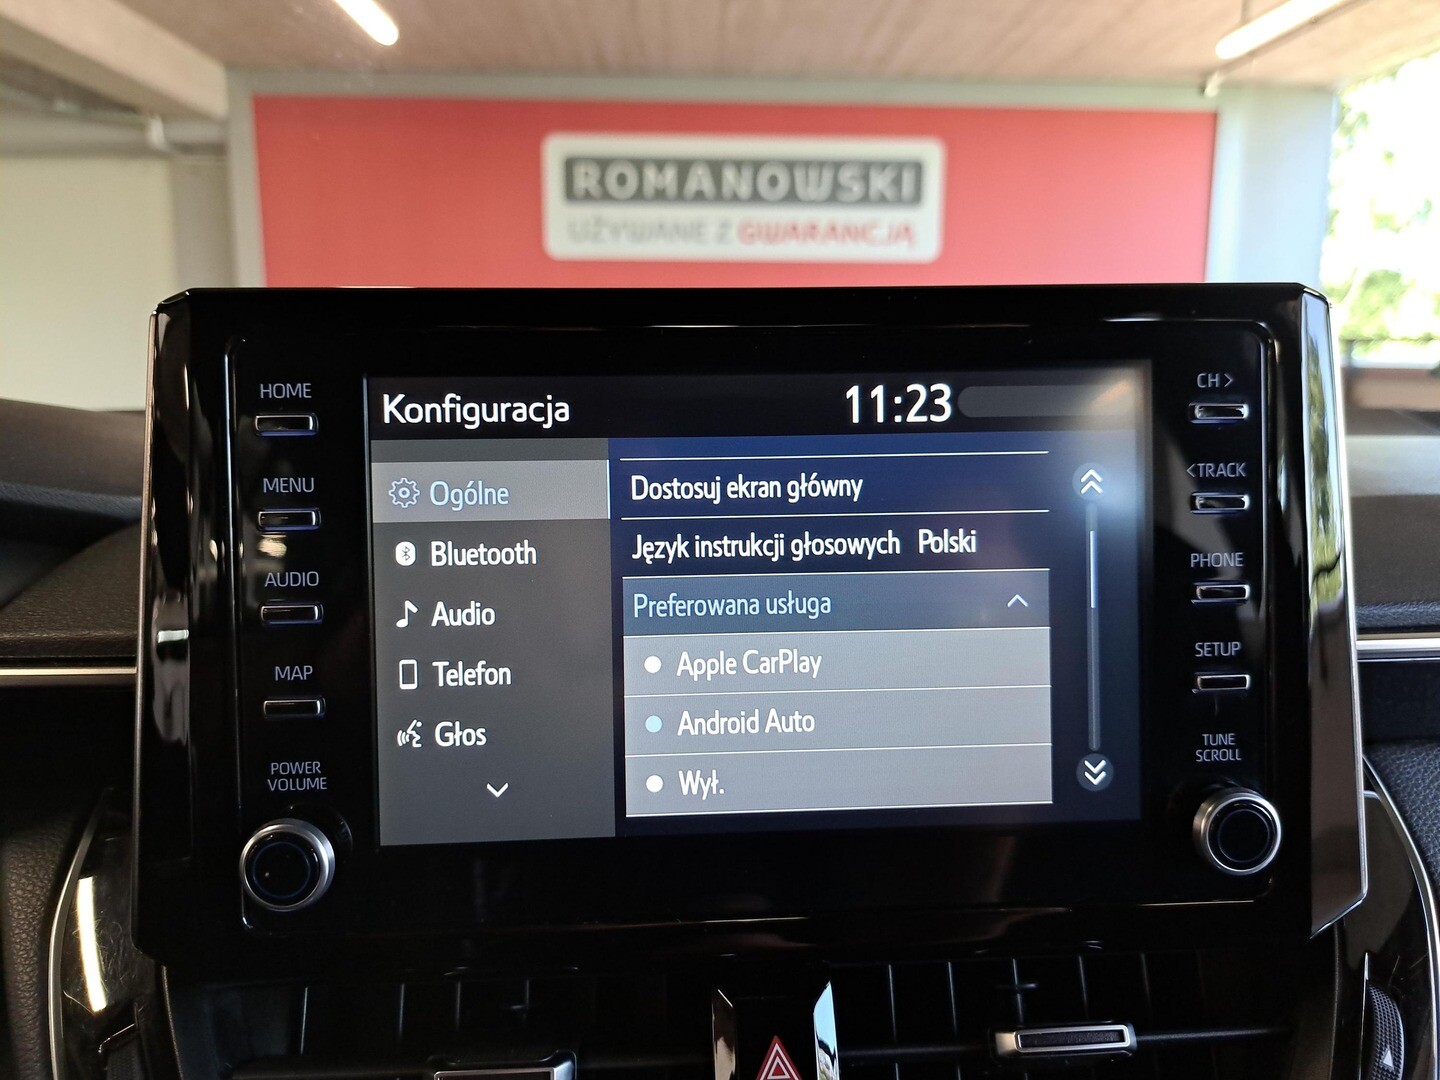 ROMANOWSKI
UŻYWANE Z GWARANCJĄ
HOME
MENU
AUDIO
MAP
POWER
VOLUME
Konfiguracja
11:23
Ogólne
Bluetooth
Audio
Telefon
Głos
Dostosuj ekran główny
Język instrukcji głosowych Polski
Preferowana usługa
Apple CarPlay
Android Auto
Wył.
CH >
<TRACK
PHONE
SETUP
TUNE
SCROLL